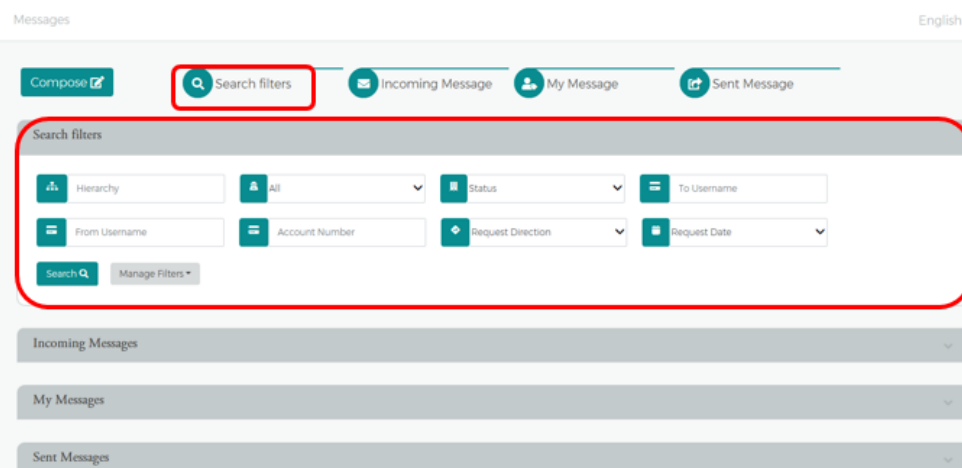 Messages English
Compose Search filters Incoming Message My Message Sent Message
Search filters
Hierarchy All Status To Username
From Username Account Number Request Direction Request Date
Search Manage Filters
Incoming Messages
My Messages
Sent Messages